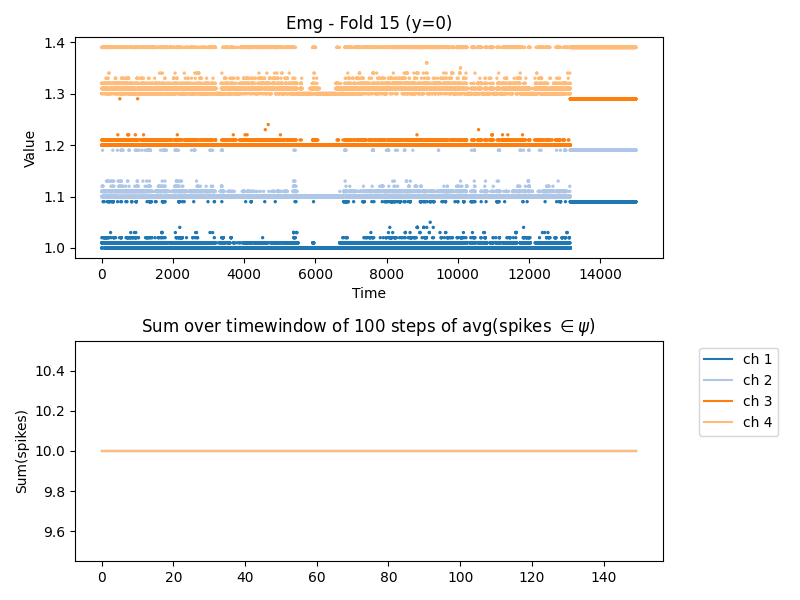 Emg - Fold 15 (y=0)
1.4
1.3
1.2
1.1
1.0
Value
0 2000 4000 6000 8000 10000 12000 14000
Time
Sum over timewindow of 100 steps of avg(spikes ∈ ψ)
10.4
10.2
10.0
9.8
9.6
Sum(spikes)
0 20 40 60 80 100 120 140
ch 1
ch 2
ch 3
ch 4